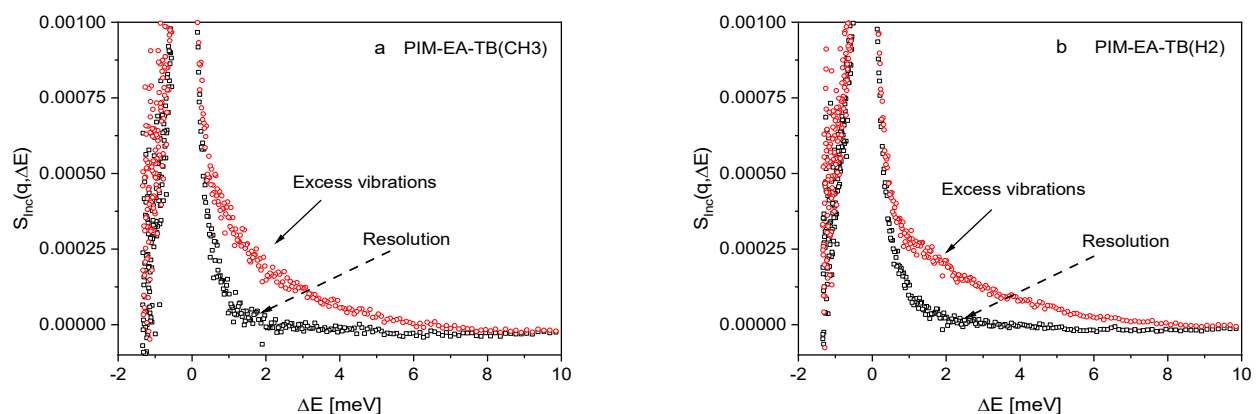 a PIM-EA-TB(CH3)
S_Inc(q,ΔE)
0.00100
0.00075
0.00050
0.00025
0.00000
Excess vibrations
Resolution
-2 0 2 4 6 8 10
ΔE [meV]
b PIM-EA-TB(H2)
S_Inc(q,ΔE)
0.00100
0.00075
0.00050
0.00025
0.00000
Excess vibrations
Resolution
-2 0 2 4 6 8 10
ΔE [meV]